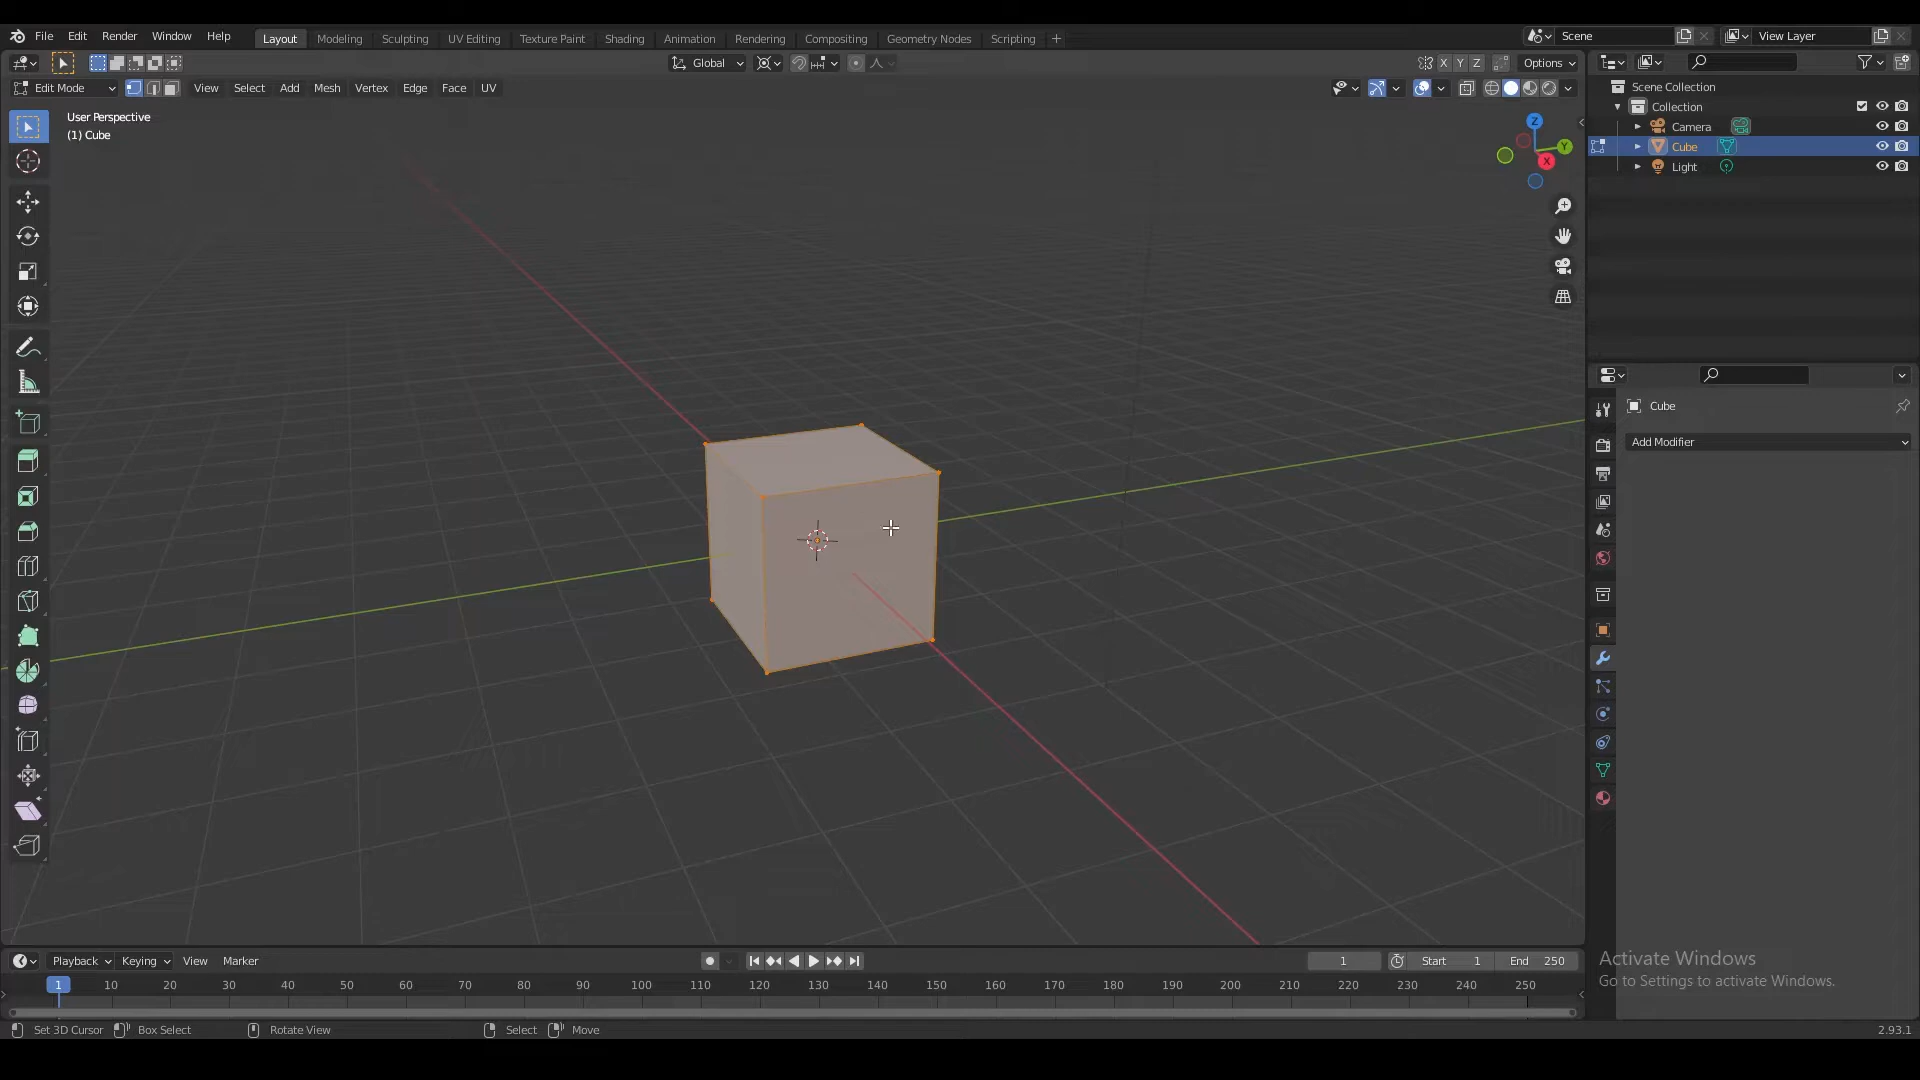 File Edit Render Window Help Layout Modeling Sculpting UV Editing Texture Paint Shading Animation Rendering Compositing Geometry Nodes Scripting + Scene View Layer
Global X Y Z Options
Edit Mode View Select Add Mesh Vertex Edge Face UV
User Perspective
(1) Cube
Z
Y
X
Scene Collection
Collection
Camera
Cube
Light
Cube
Add Modifier
Activate Windows
Go to Settings to activate Windows.
Playback Keying View Marker 1 Start 1 End 250
1 10 20 30 40 50 60 70 80 90 100 110 120 130 140 150 160 170 180 190 200 210 220 230 240 250
Set 3D Cursor Box Select Rotate View Select Move 2.93.1